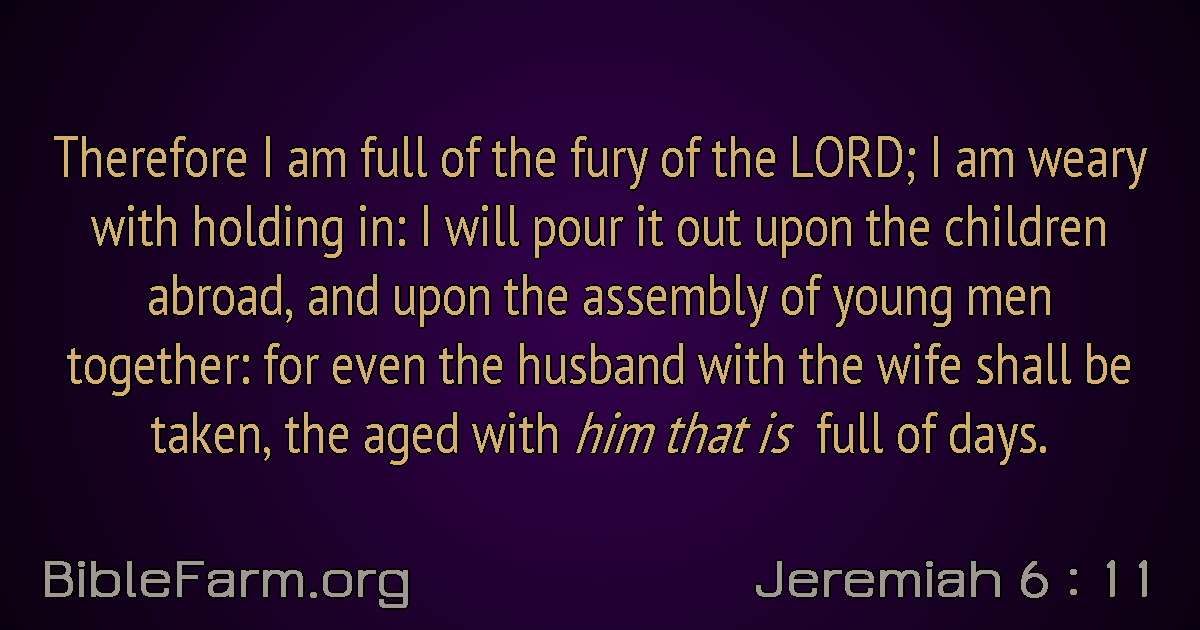 Therefore I am full of the fury of the LORD; I am weary
with holding in: I will pour it out upon the children
abroad, and upon the assembly of young men
together: for even the husband with the wife shall be
taken, the aged with him that is full of days.
BibleFarm.org
Jeremiah 6 : 11